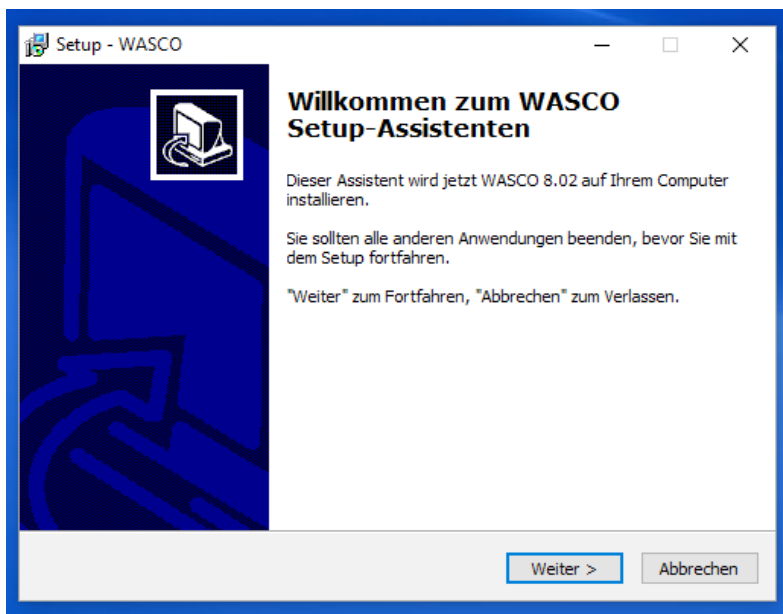 Setup - WASCO
Willkommen zum WASCO
Setup-Assistenten
Dieser Assistent wird jetzt WASCO 8.02 auf Ihrem Computer
installieren.
Sie sollten alle anderen Anwendungen beenden, bevor Sie mit
dem Setup fortfahren.
"Weiter" zum Fortfahren, "Abbrechen" zum Verlassen.
Weiter >
Abbrechen